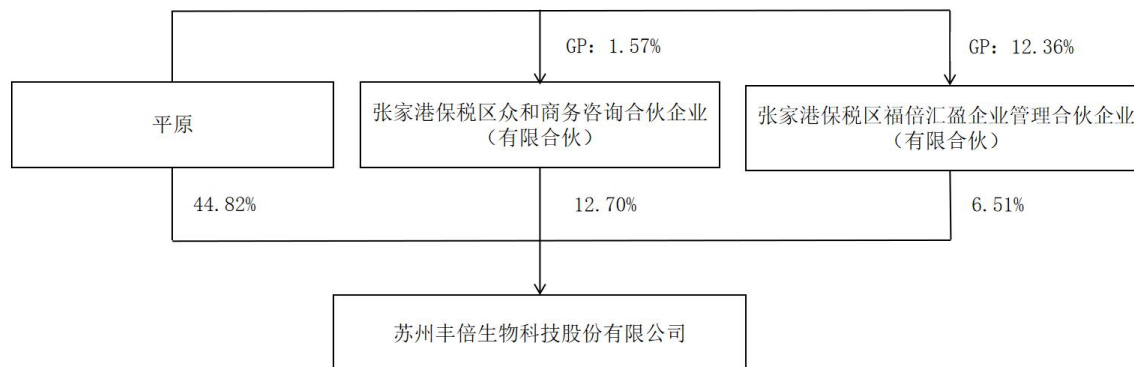 GP：1.57%
GP：12.36%
平原
张家港保税区众和商务咨询合伙企业
（有限合伙）
张家港保税区福倍汇盈企业管理合伙企业
（有限合伙）
44.82%
12.70%
6.51%
苏州丰倍生物科技股份有限公司